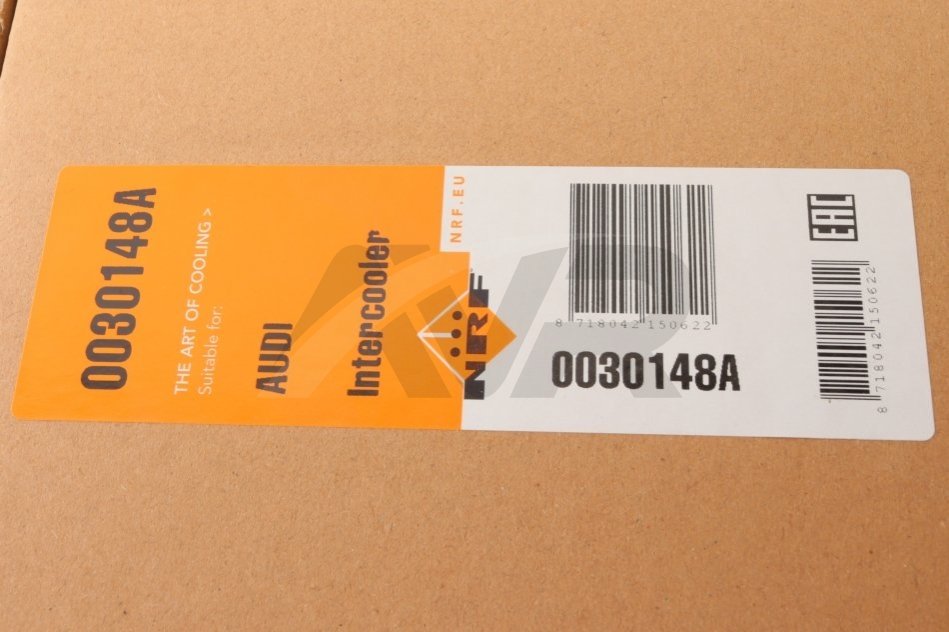 0030148A
THE ART OF COOLING >
Suitable for:
AUDI
Intercooler
NRF.EU
NRF
8 718042 150622
0030148A
EAC
8 718042 150622
AVR